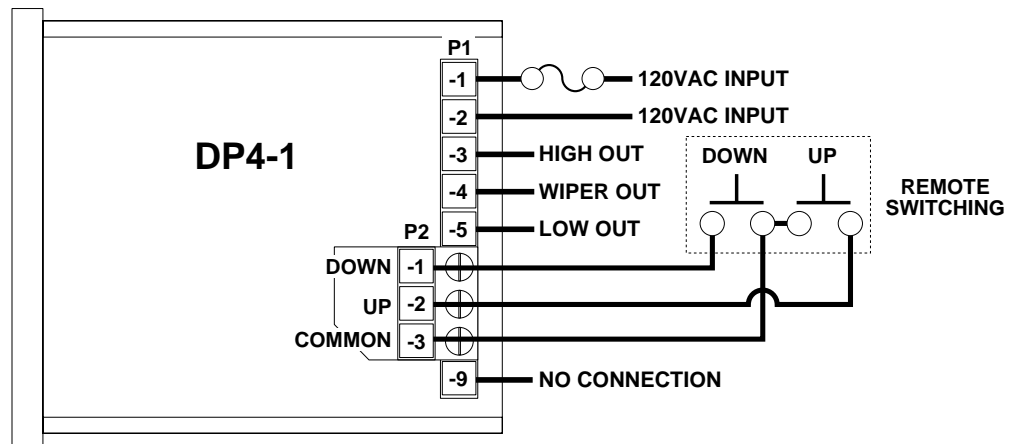 DP4-1
P1
-1
120VAC INPUT
-2
120VAC INPUT
-3
HIGH OUT
-4
WIPER OUT
-5
LOW OUT
P2
DOWN
-1
UP
-2
COMMON
-3
-9
NO CONNECTION
DOWN
UP
REMOTE
SWITCHING